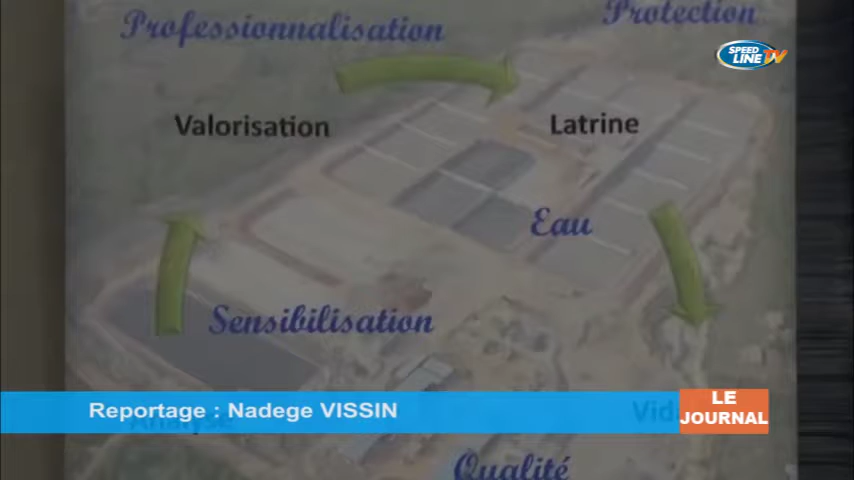 Professionnalisation
Protection
SPEED
LINE TV
Valorisation
Latrine
Eau
Sensibilisation
Reportage : Nadege VISSIN
LE
JOURNAL
Qualité